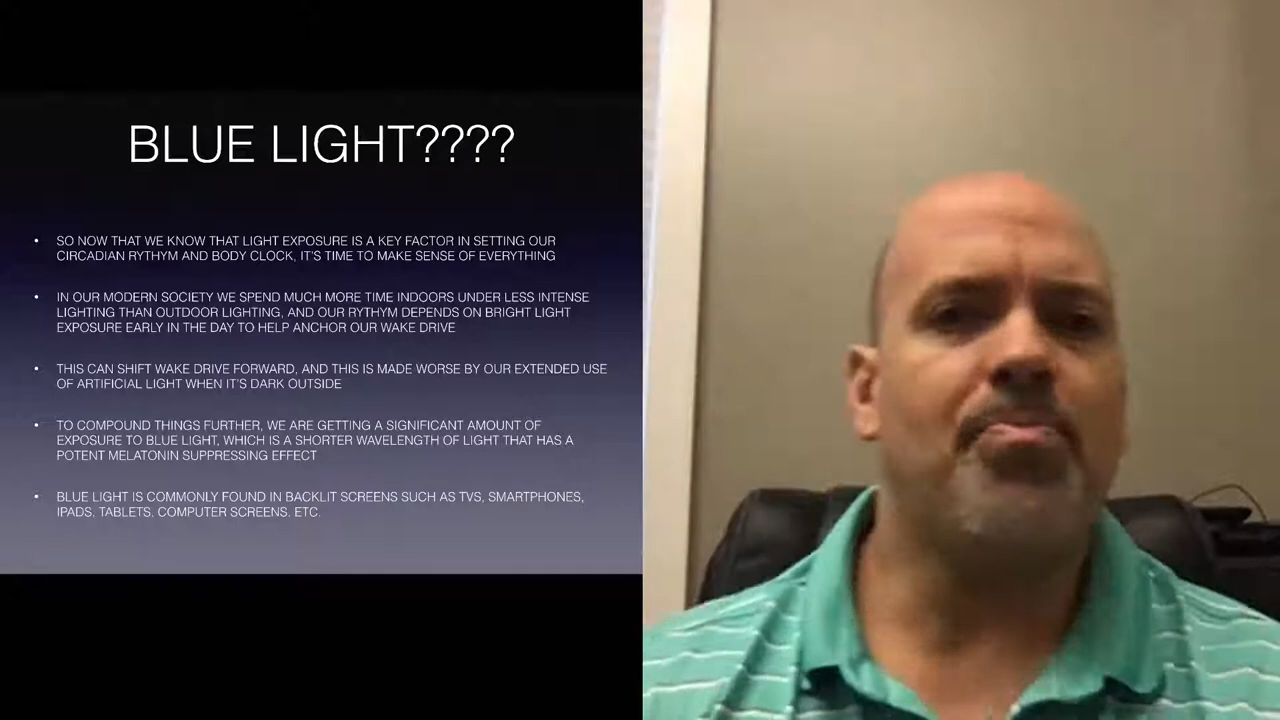 BLUE LIGHT????
• SO NOW THAT WE KNOW THAT LIGHT EXPOSURE IS A KEY FACTOR IN SETTING OUR
CIRCADIAN RYTHYM AND BODY CLOCK, IT'S TIME TO MAKE SENSE OF EVERYTHING
• IN OUR MODERN SOCIETY WE SPEND MUCH MORE TIME INDOORS UNDER LESS INTENSE
LIGHTING THAN OUTDOOR LIGHTING, AND OUR RYTHYM DEPENDS ON BRIGHT LIGHT
EXPOSURE EARLY IN THE DAY TO HELP ANCHOR OUR WAKE DRIVE
• THIS CAN SHIFT WAKE DRIVE FORWARD, AND THIS IS MADE WORSE BY OUR EXTENDED USE
OF ARTIFICIAL LIGHT WHEN IT'S DARK OUTSIDE
• TO COMPOUND THINGS FURTHER, WE ARE GETTING A SIGNIFICANT AMOUNT OF
EXPOSURE TO BLUE LIGHT, WHICH IS A SHORTER WAVELENGTH OF LIGHT THAT HAS A
POTENT MELATONIN SUPPRESSING EFFECT
• BLUE LIGHT IS COMMONLY FOUND IN BACKLIT SCREENS SUCH AS TVS, SMARTPHONES,
IPADS, TABLETS, COMPUTER SCREENS, ETC.